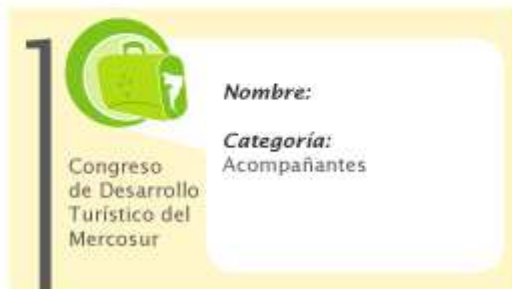 1
Congreso
de Desarrollo
Turístico del
Mercosur
Nombre:
Categoría:
Acompañantes